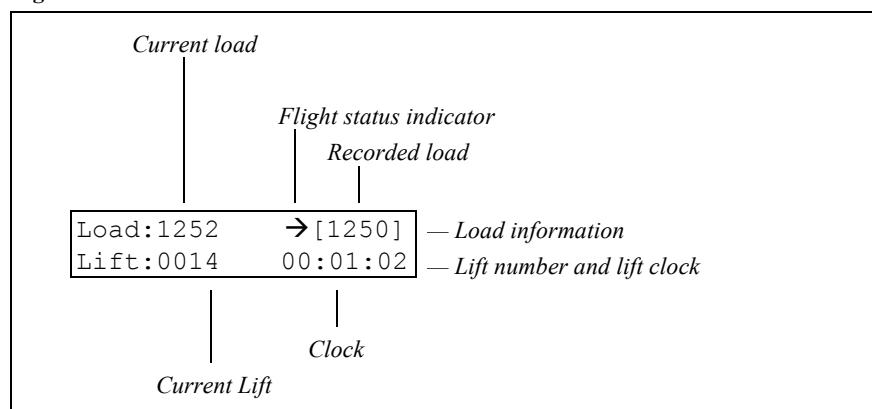 Current load
Flight status indicator
Recorded load
Load:1252 →[1250] — Load information
Lift:0014 00:01:02 — Lift number and lift clock
Clock
Current Lift